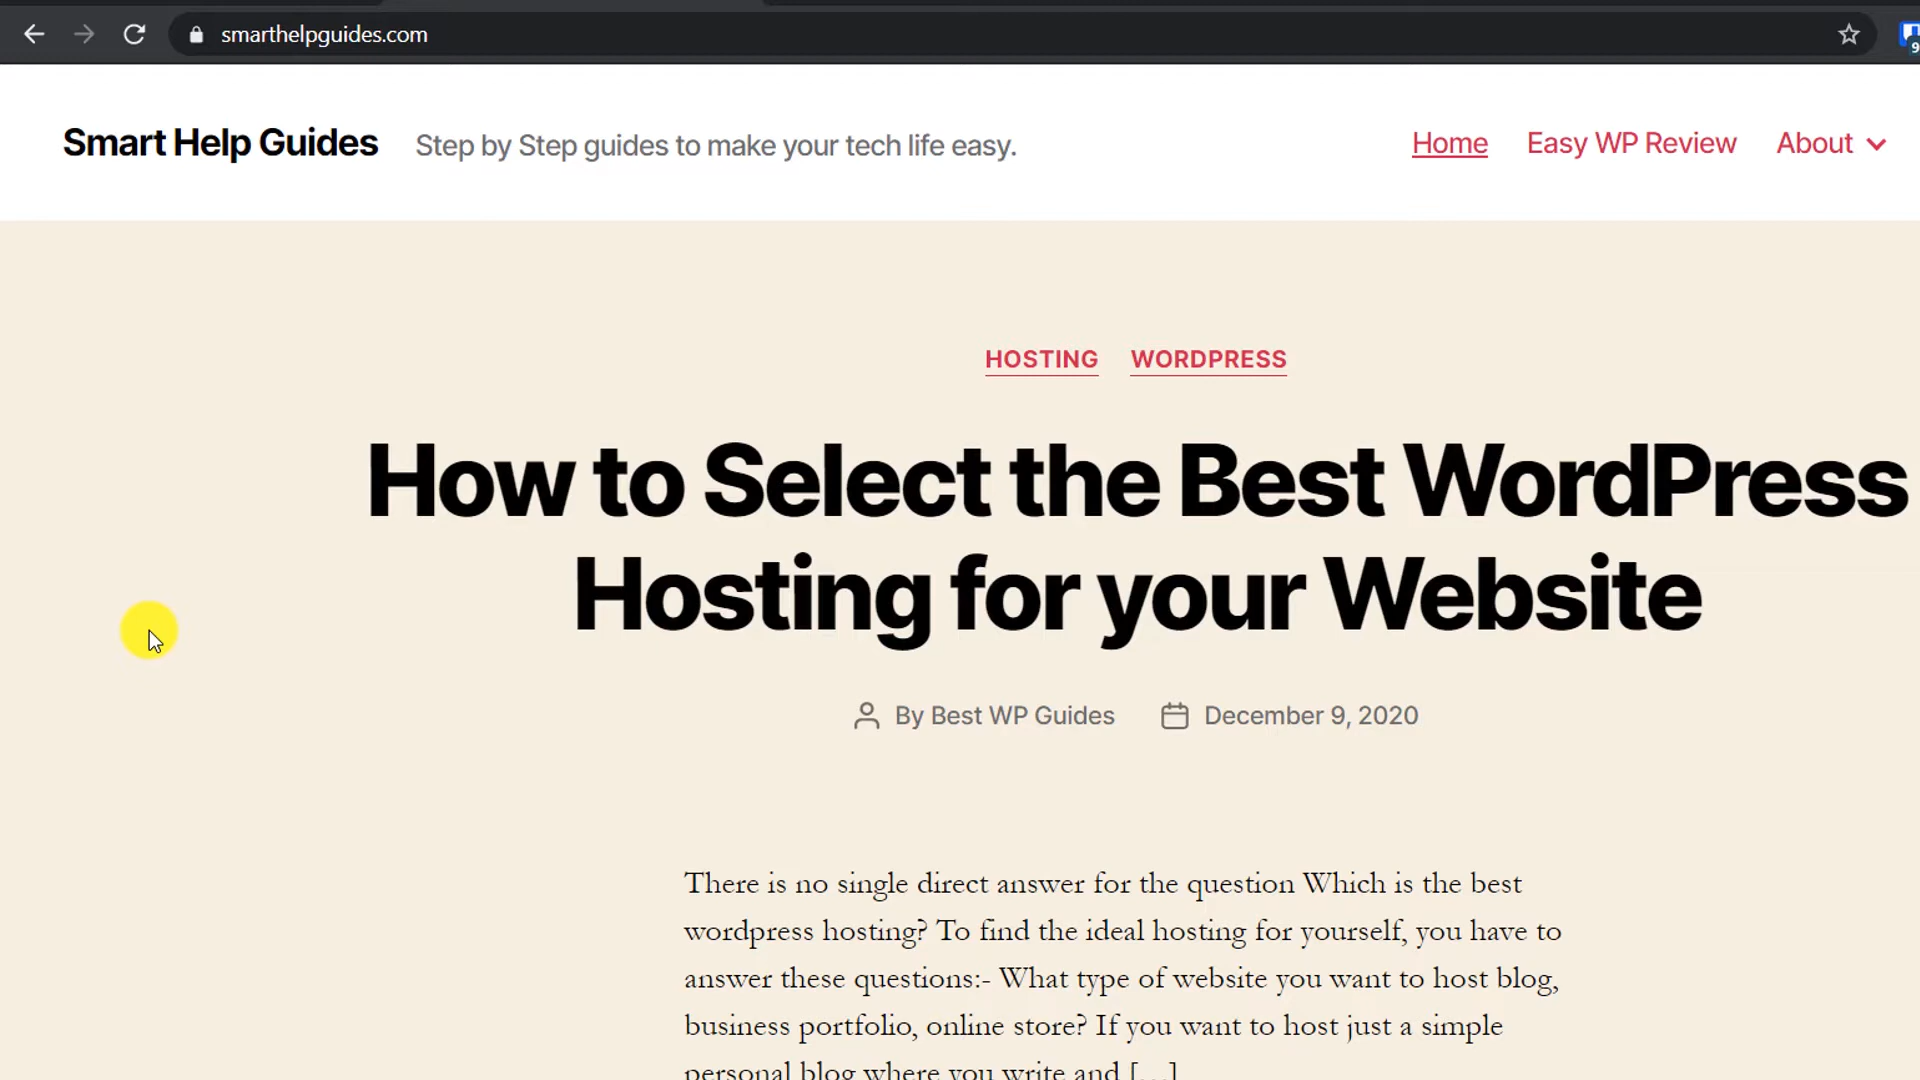 smarthelpguides.com
9
Smart Help Guides
Step by Step guides to make your tech life easy.
Home
Easy WP Review
About
HOSTING
WORDPRESS
How to Select the Best WordPress
Hosting for your Website
By Best WP Guides
December 9, 2020
There is no single direct answer for the question Which is the best
wordpress hosting? To find the ideal hosting for yourself, you have to
answer these questions:- What type of website you want to host blog,
business portfolio, online store? If you want to host just a simple
personal blog where you write and […]